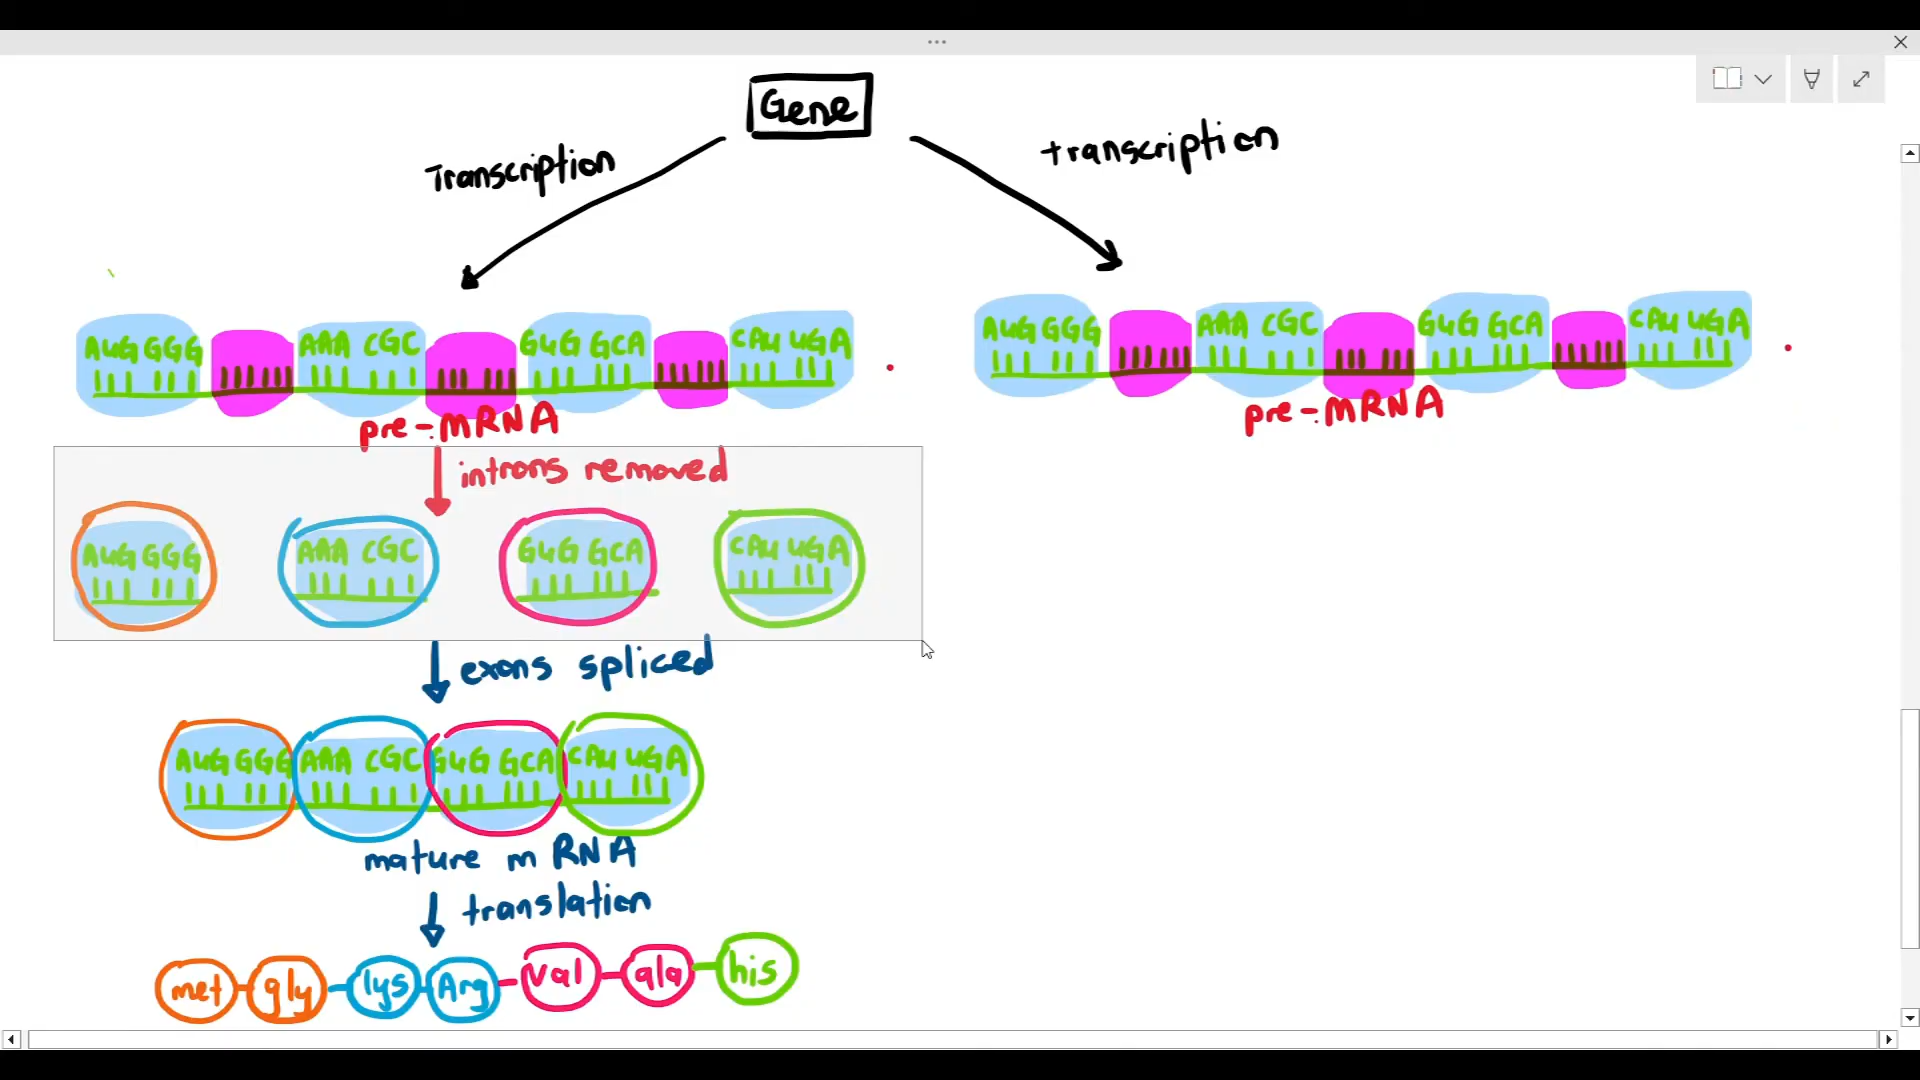 Gene
Transcription
transcription
AUG GGG AAA CGC GUG GCA CAU UGA
AUG GGG AAA CGC GUG GCA CAU UGA
pre-mRNA
pre-mRNA
introns removed
AUG GGG AAA CGC GUG GCA CAU UGA
exons spliced
AUG GGG AAA CGC GUG GCA CAU UGA
mature mRNA
translation
met gly lys Arg val ala his